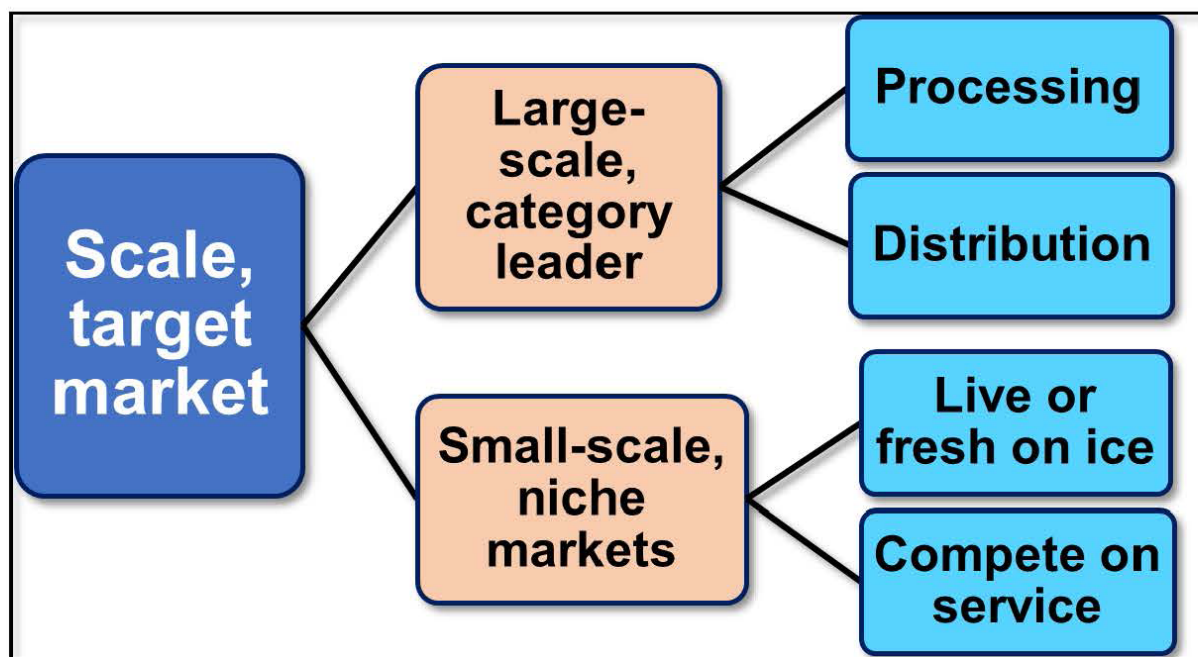 Scale,
target
market
Large-
scale,
category
leader
Processing
Distribution
Small-scale,
niche
markets
Live or
fresh on ice
Compete on
service